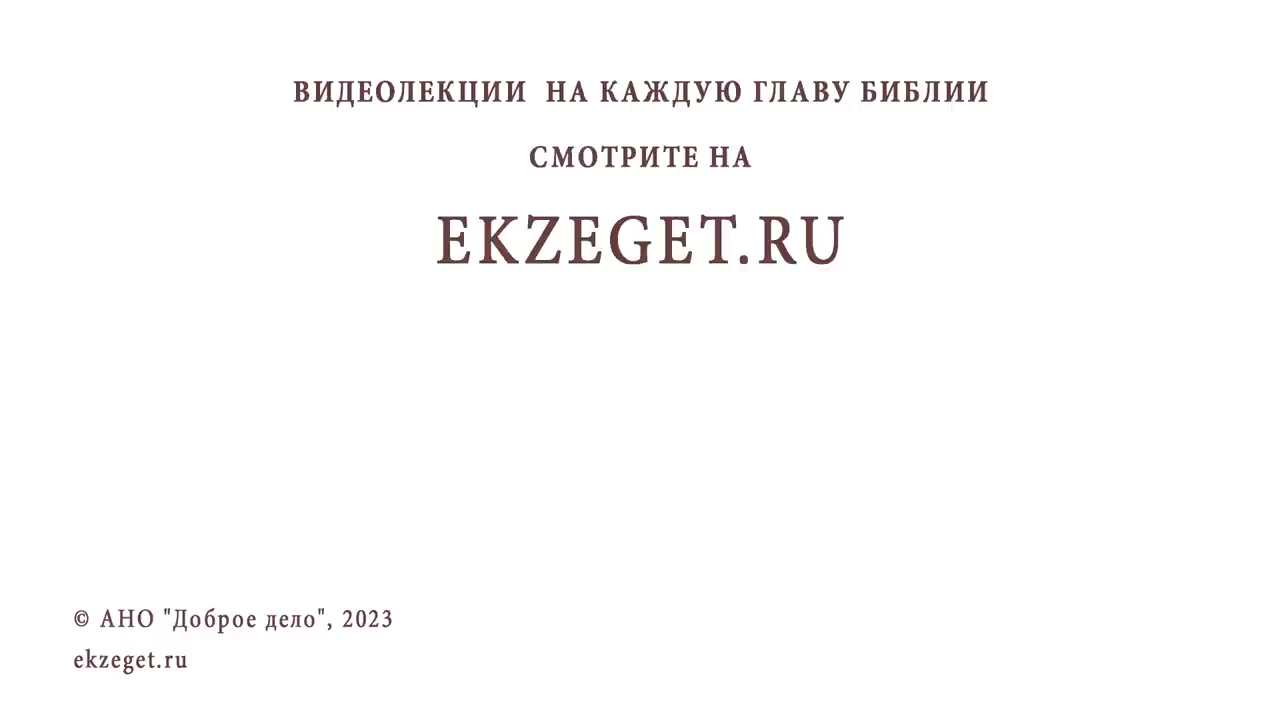 ВИДЕОЛЕКЦИИ НА КАЖДУЮ ГЛАВУ БИБЛИИ
СМОТРИТЕ НА
EKZEGET.RU
© АНО "Доброе дело", 2023
ekzeget.ru